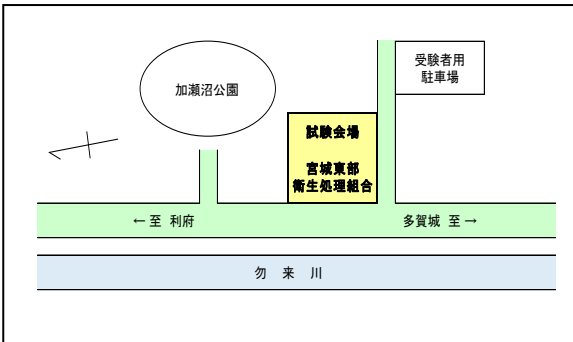 受験者用
駐車場
加瀬沼公園
試験会場
宮城東部
衛生処理組合
←至 利府
多賀城 至→
勿来川